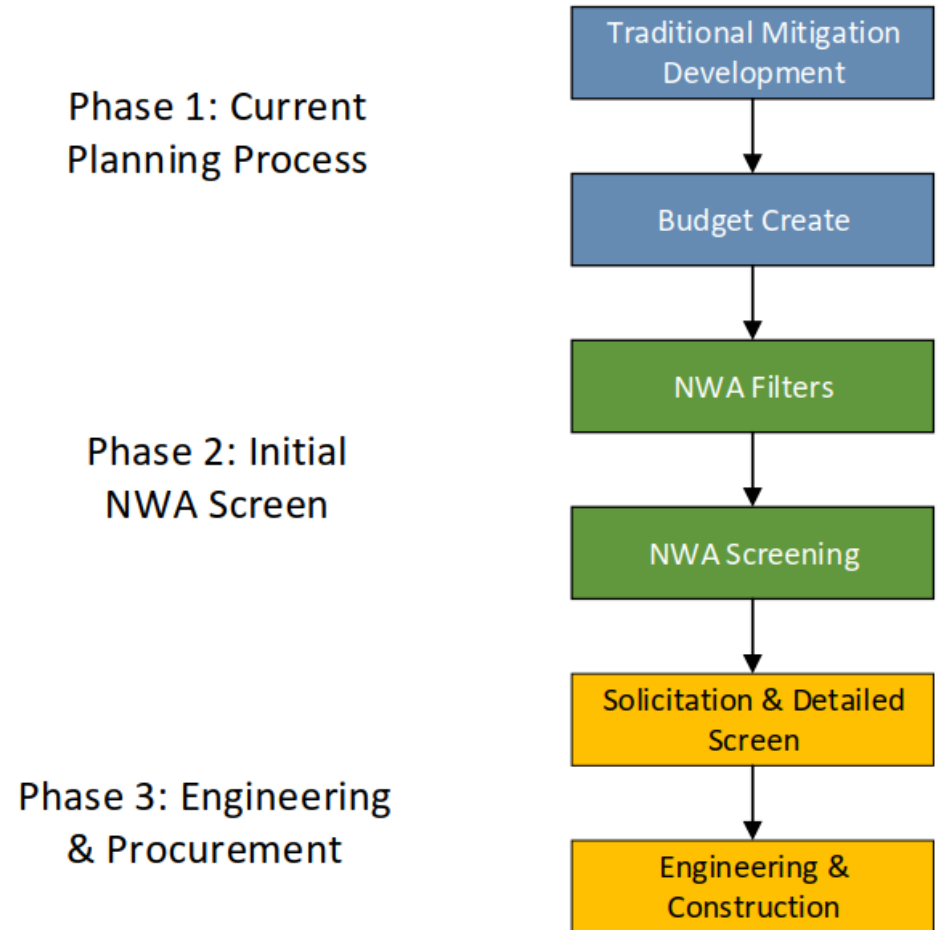 Traditional Mitigation
Development
Phase 1: Current
Planning Process
Budget Create
NWA Filters
Phase 2: Initial
NWA Screen
NWA Screening
Solicitation & Detailed
Screen
Phase 3: Engineering
& Procurement
Engineering &
Construction